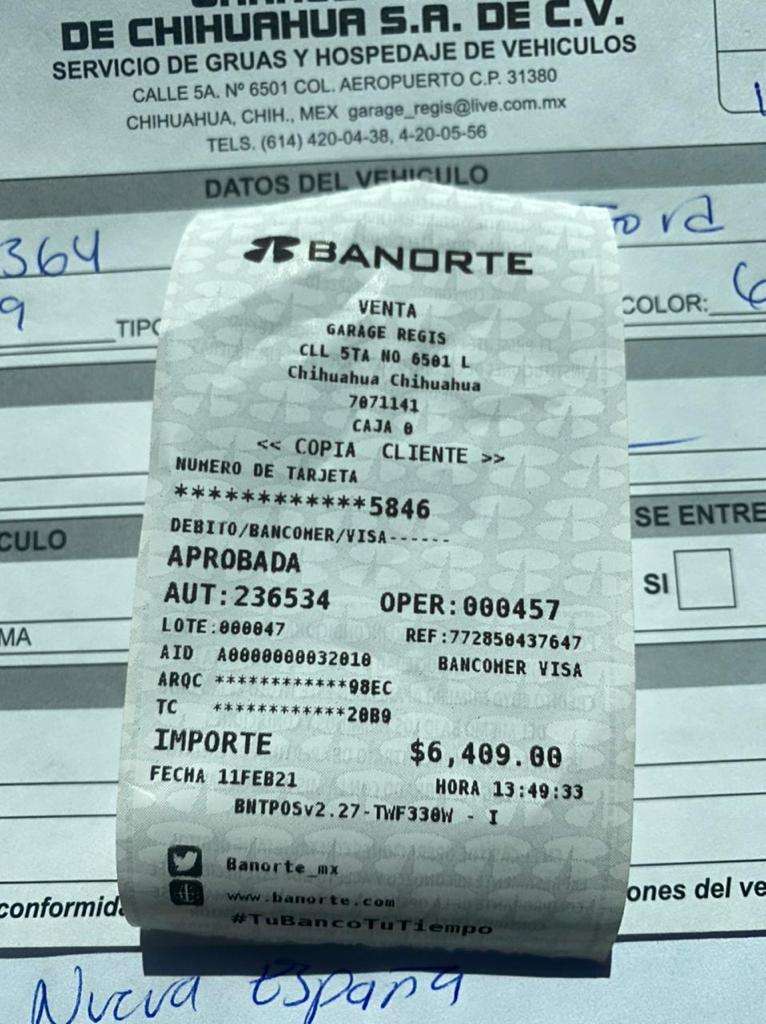 DE CHIHUAHUA S.A. DE C.V.
SERVICIO DE GRUAS Y HOSPEDAJE DE VEHICULOS
CALLE 5A. Nº 6501 COL. AEROPUERTO C.P. 31380
CHIHUAHUA, CHIH., MEX garage_regis@live.com.mx
TELS. (614) 420-04-38, 4-20-05-56
DATOS DEL VEHICULO
364
Ford
9
COLOR:
BANORTE
VENTA
GARAGE REGIS
CLL 5TA NO 6501 L
Chihuahua Chihuahua
7071141
CAJA 0
<< COPIA CLIENTE >>
NUMERO DE TARJETA
************5846
DEBITO/BANCOMER/VISA------
APROBADA
AUT:236534 OPER:000457
LOTE:000047 REF:772850437647
AID A0000000032010 BANCOMER VISA
ARQC ************98EC
TC ************20B9
IMPORTE $6,409.00
FECHA 11FEB21 HORA 13:49:33
BNTPOSv2.27-TWF330W - I
Banorte_mx
www.banorte.com
#TuBancoTuTiempo
SE ENTRE
SI
CULO
MA
ones del ve
Nueva España